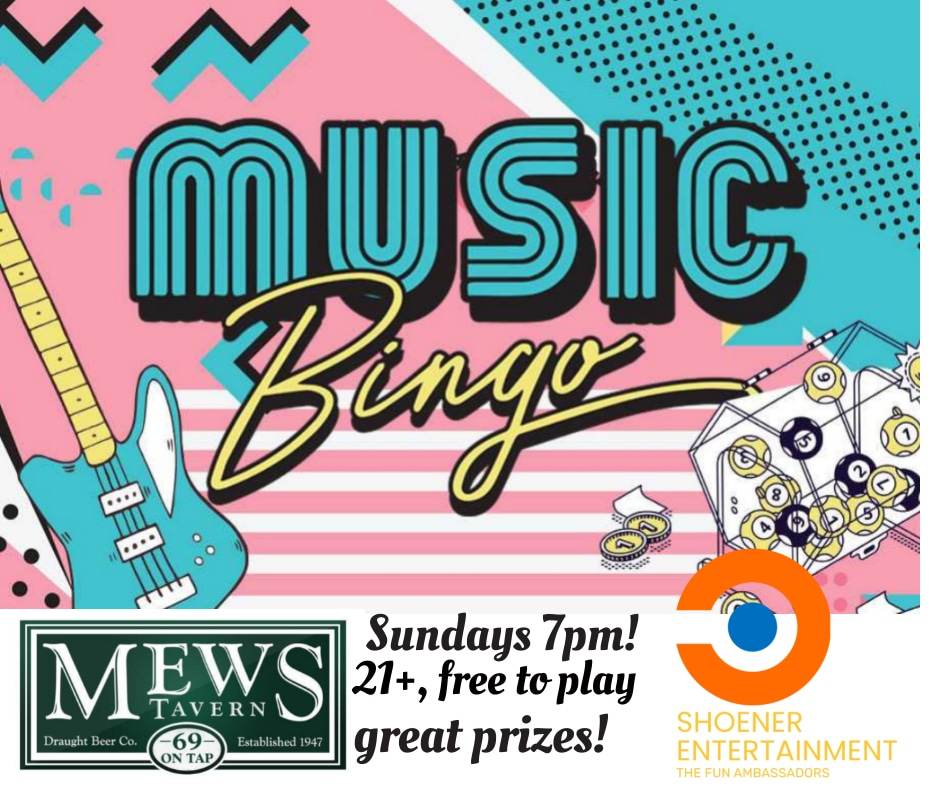 MUSIC
Bingo
MEWS
TAVERN
Draught Beer Co.
Established 1947
69
ON TAP
Sundays 7pm!
21+, free to play
great prizes!
SHOENER
ENTERTAINMENT
THE FUN AMBASSADORS